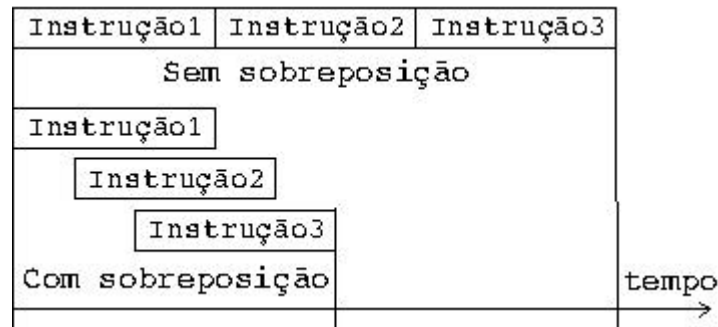 Instrução1 Instrução2 Instrução3
Sem sobreposição
Instrução1
Instrução2
Instrução3
Com sobreposição
tempo